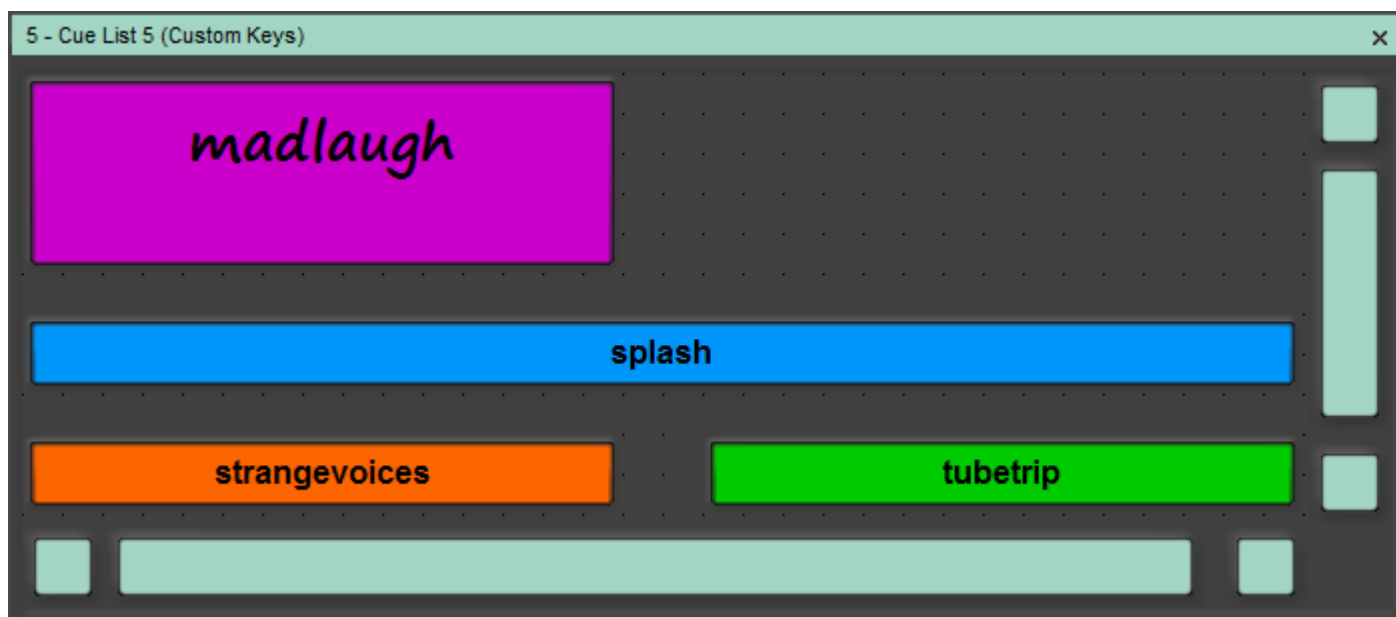 5 - Cue List 5 (Custom Keys)
madlaugh
splash
strangevoices
tubetrip